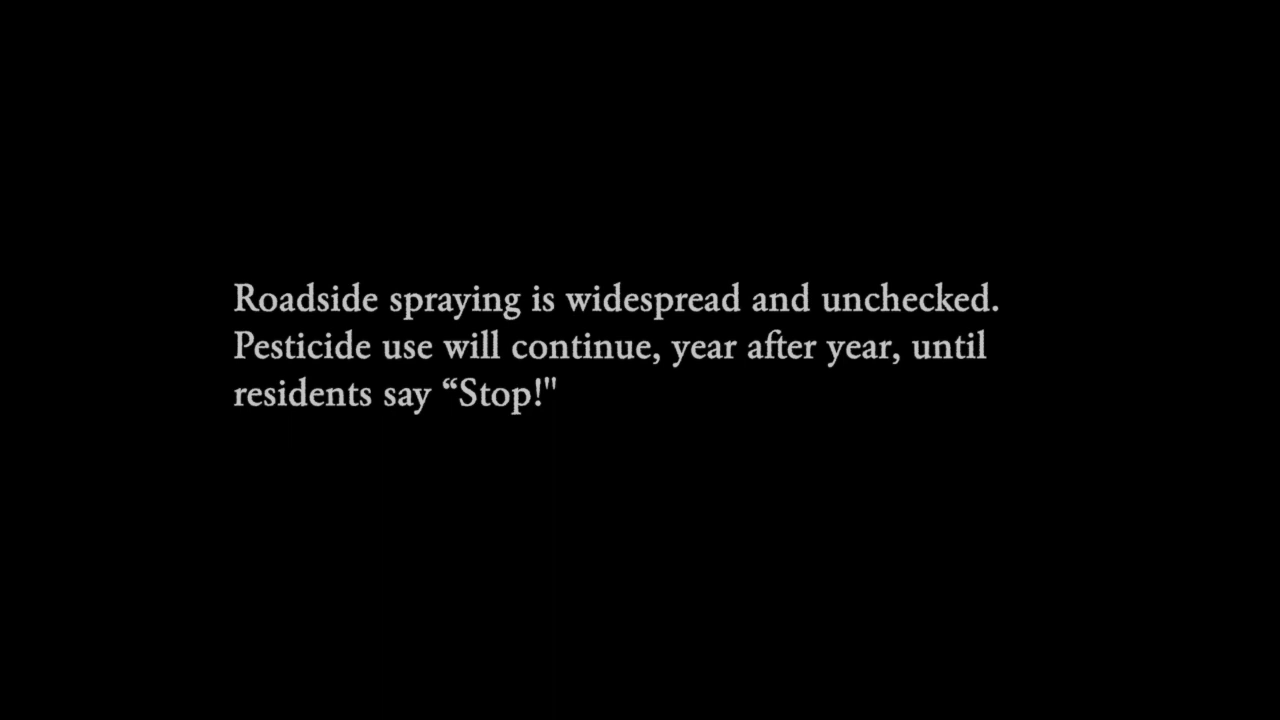 Roadside spraying is widespread and unchecked.
Pesticide use will continue, year after year, until
residents say “Stop!"